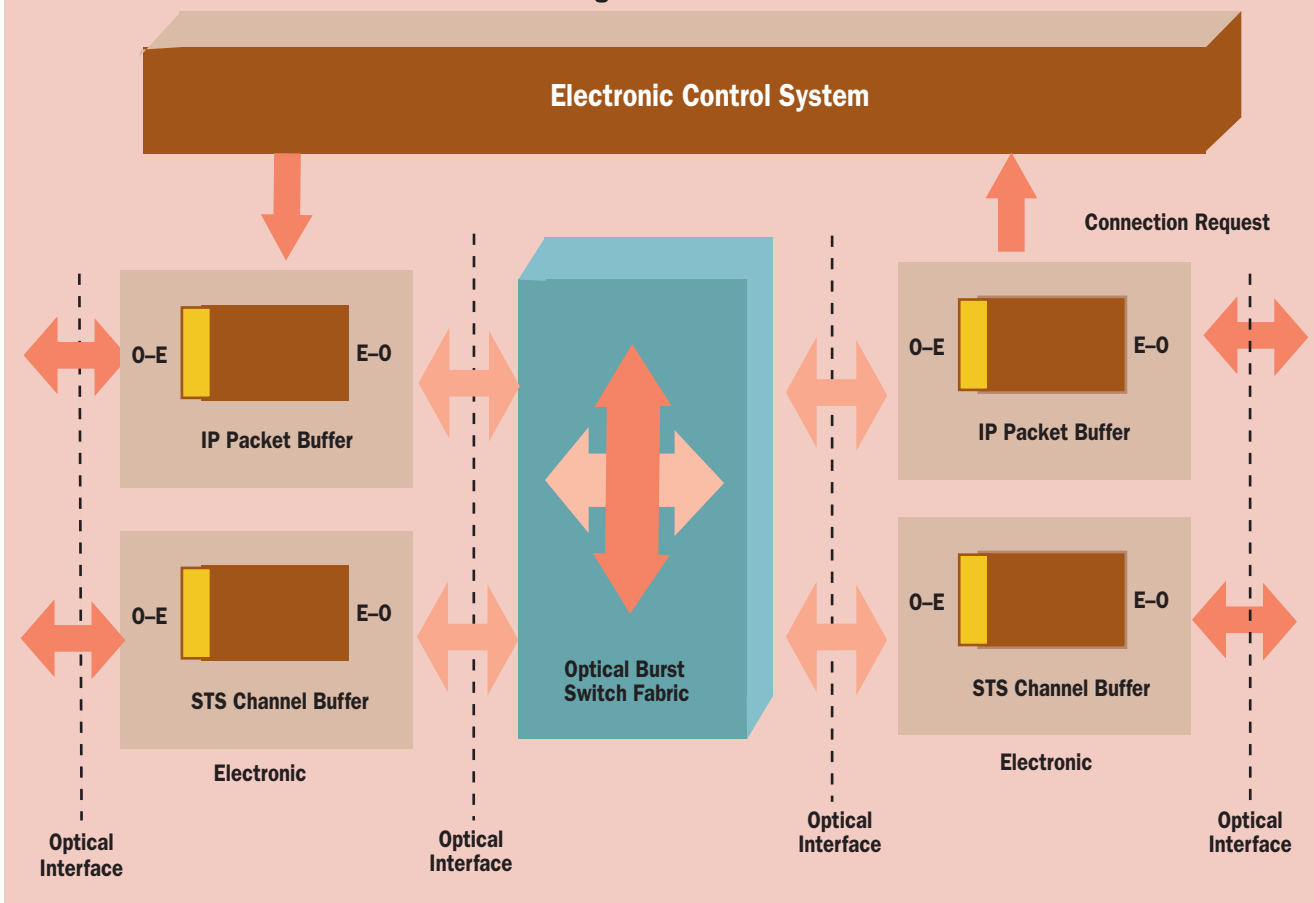 Electronic Control System
Connection Request
O–E
E–O
IP Packet Buffer
O–E
E–O
IP Packet Buffer
O–E
E–O
STS Channel Buffer
Electronic
Optical Burst
Switch Fabric
O–E
E–O
STS Channel Buffer
Electronic
Optical
Interface
Optical
Interface
Optical
Interface
Optical
Interface